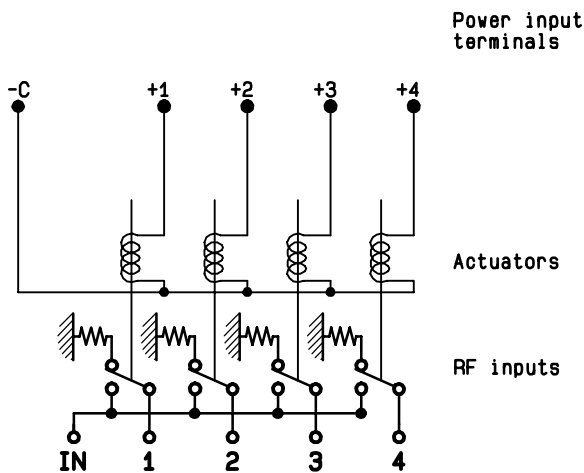 Power input
terminals
-C +1 +2 +3 +4
Actuators
RF inputs
IN 1 2 3 4